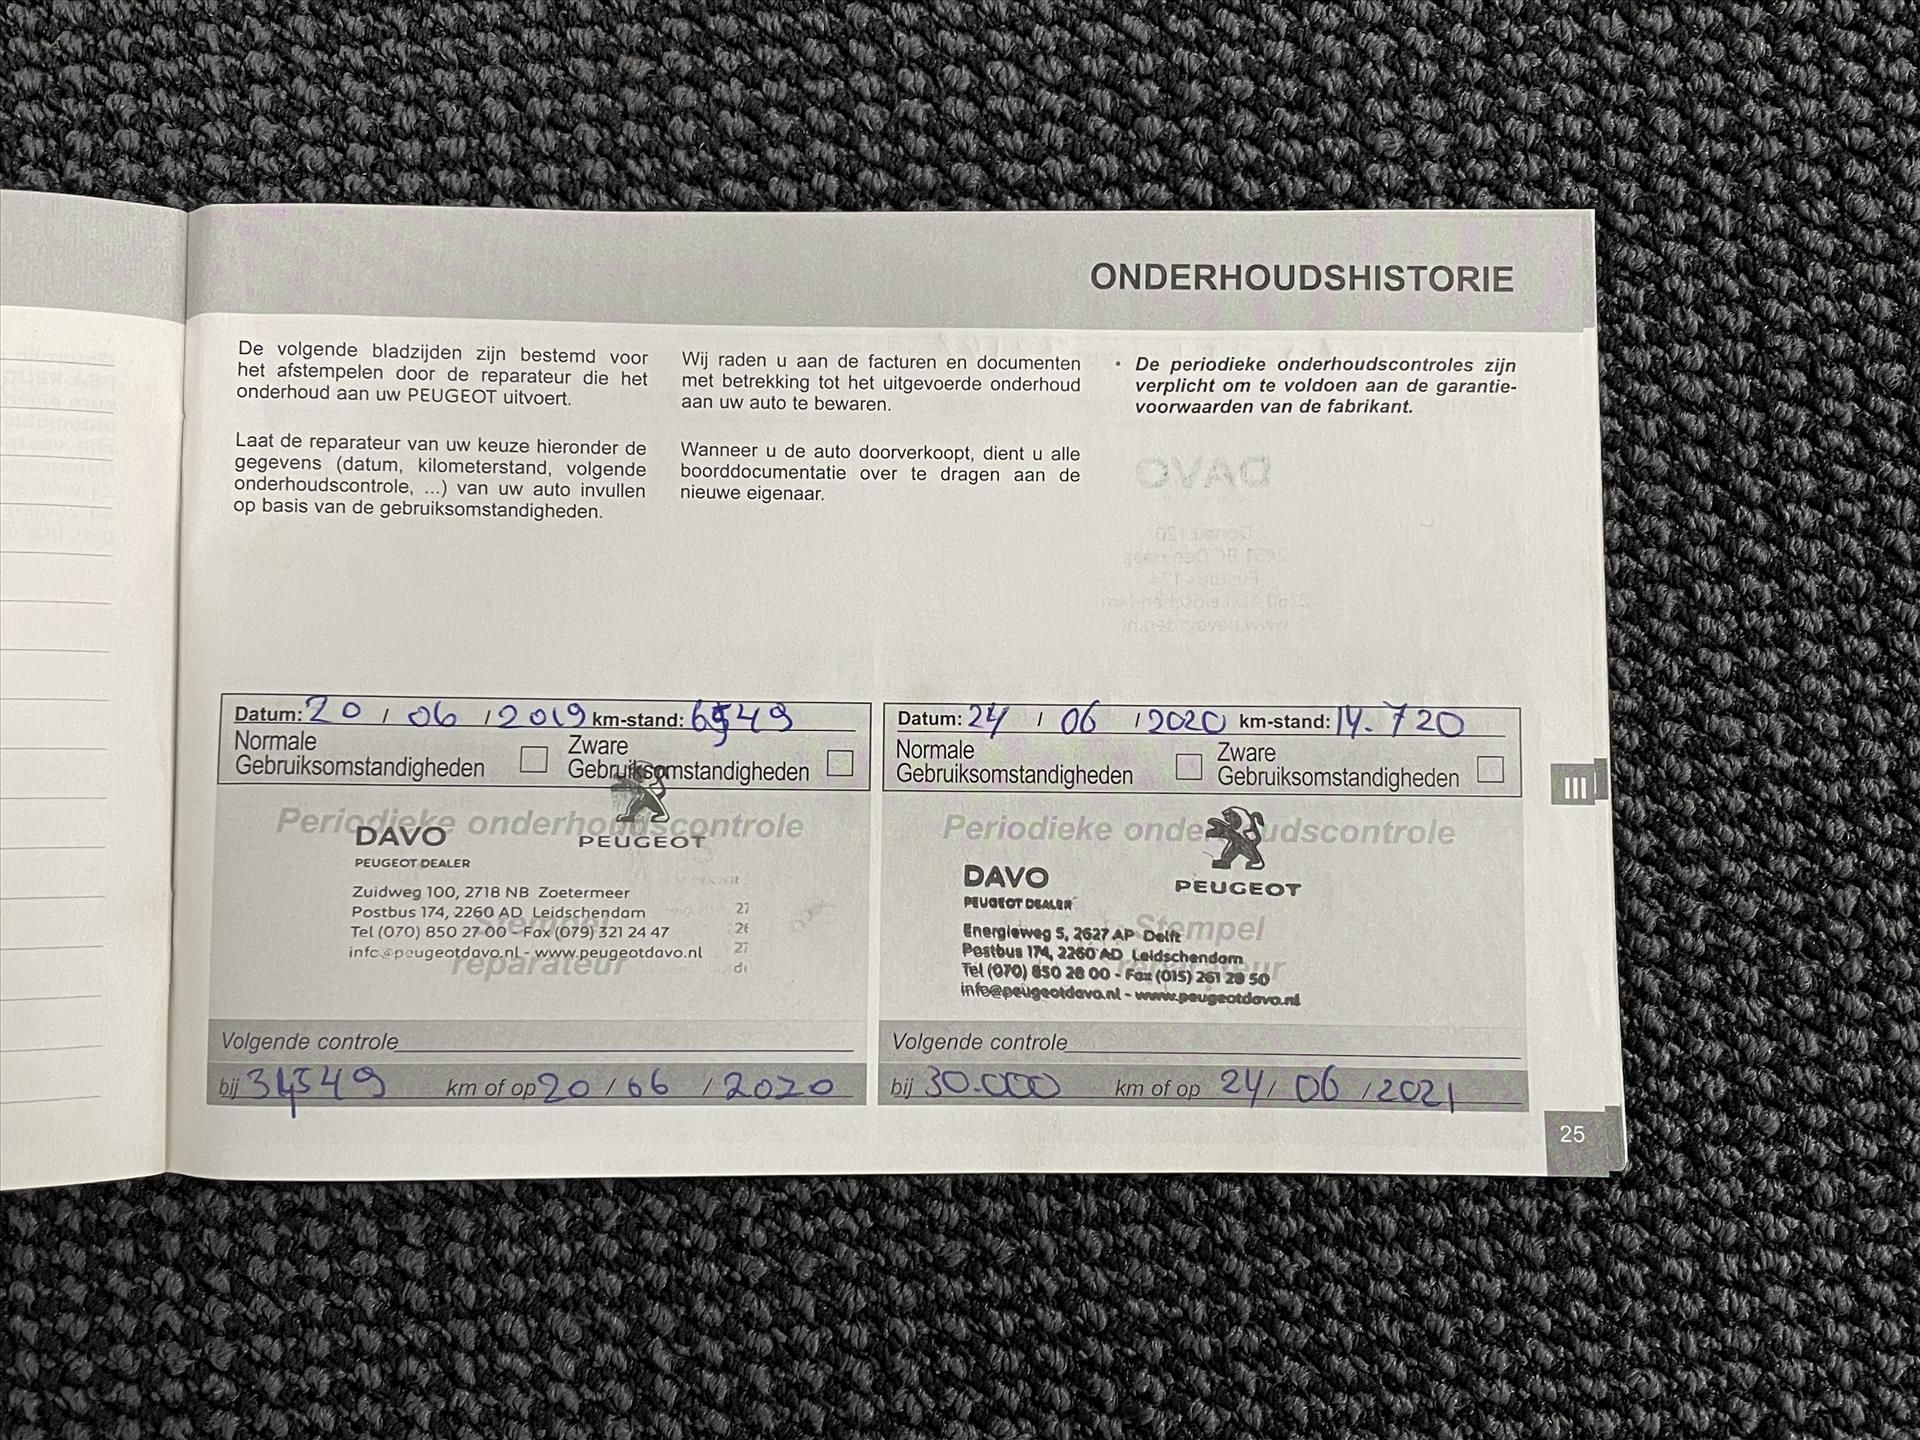 ONDERHOUDSHISTORIE
De volgende bladzijden zijn bestemd voor
het afstempelen door de reparateur die het
onderhoud aan uw PEUGEOT uitvoert.
Laat de reparateur van uw keuze hieronder de
gegevens (datum, kilometerstand, volgende
onderhoudscontrole, ...) van uw auto invullen
op basis van de gebruiksomstandigheden.
Wij raden u aan de facturen en documenten
met betrekking tot het uitgevoerde onderhoud
aan uw auto te bewaren.
Wanneer u de auto doorverkoopt, dient u alle
boorddocumentatie over te dragen aan de
nieuwe eigenaar.
• De periodieke onderhoudscontroles zijn
verplicht om te voldoen aan de garantie-
voorwaarden van de fabrikant.
Datum: 20 / 06 / 2019 km-stand: 6549
Normale
Gebruiksomstandigheden
Zware
Gebruiksomstandigheden
Periodieke onderhoudscontrole
DAVO
PEUGEOT DEALER
PEUGEOT
Zuidweg 100, 2718 NB Zoetermeer
Postbus 174, 2260 AD Leidschendam
Tel (070) 850 27 00 - Fax (079) 321 24 47
info@peugeotdavo.nl - www.peugeotdavo.nl
Stempel
reparateur
Volgende controle
bij 34549 km of op 20 / 06 / 2020
Datum: 24 / 06 / 2020 km-stand: 14.720
Normale
Gebruiksomstandigheden
Zware
Gebruiksomstandigheden
Periodieke onderhoudscontrole
PEUGEOT
DAVO
PEUGEOT DEALER
Energieweg 5, 2627 AP Delft
Postbus 174, 2260 AD Leidschendam
Tel (070) 850 28 00 - Fax (015) 261 28 50
info@peugeotdavo.nl - www.peugeotdavo.nl
Stempel
reparateur
Volgende controle
bij 30.000 km of op 24 / 06 / 2021
III
25